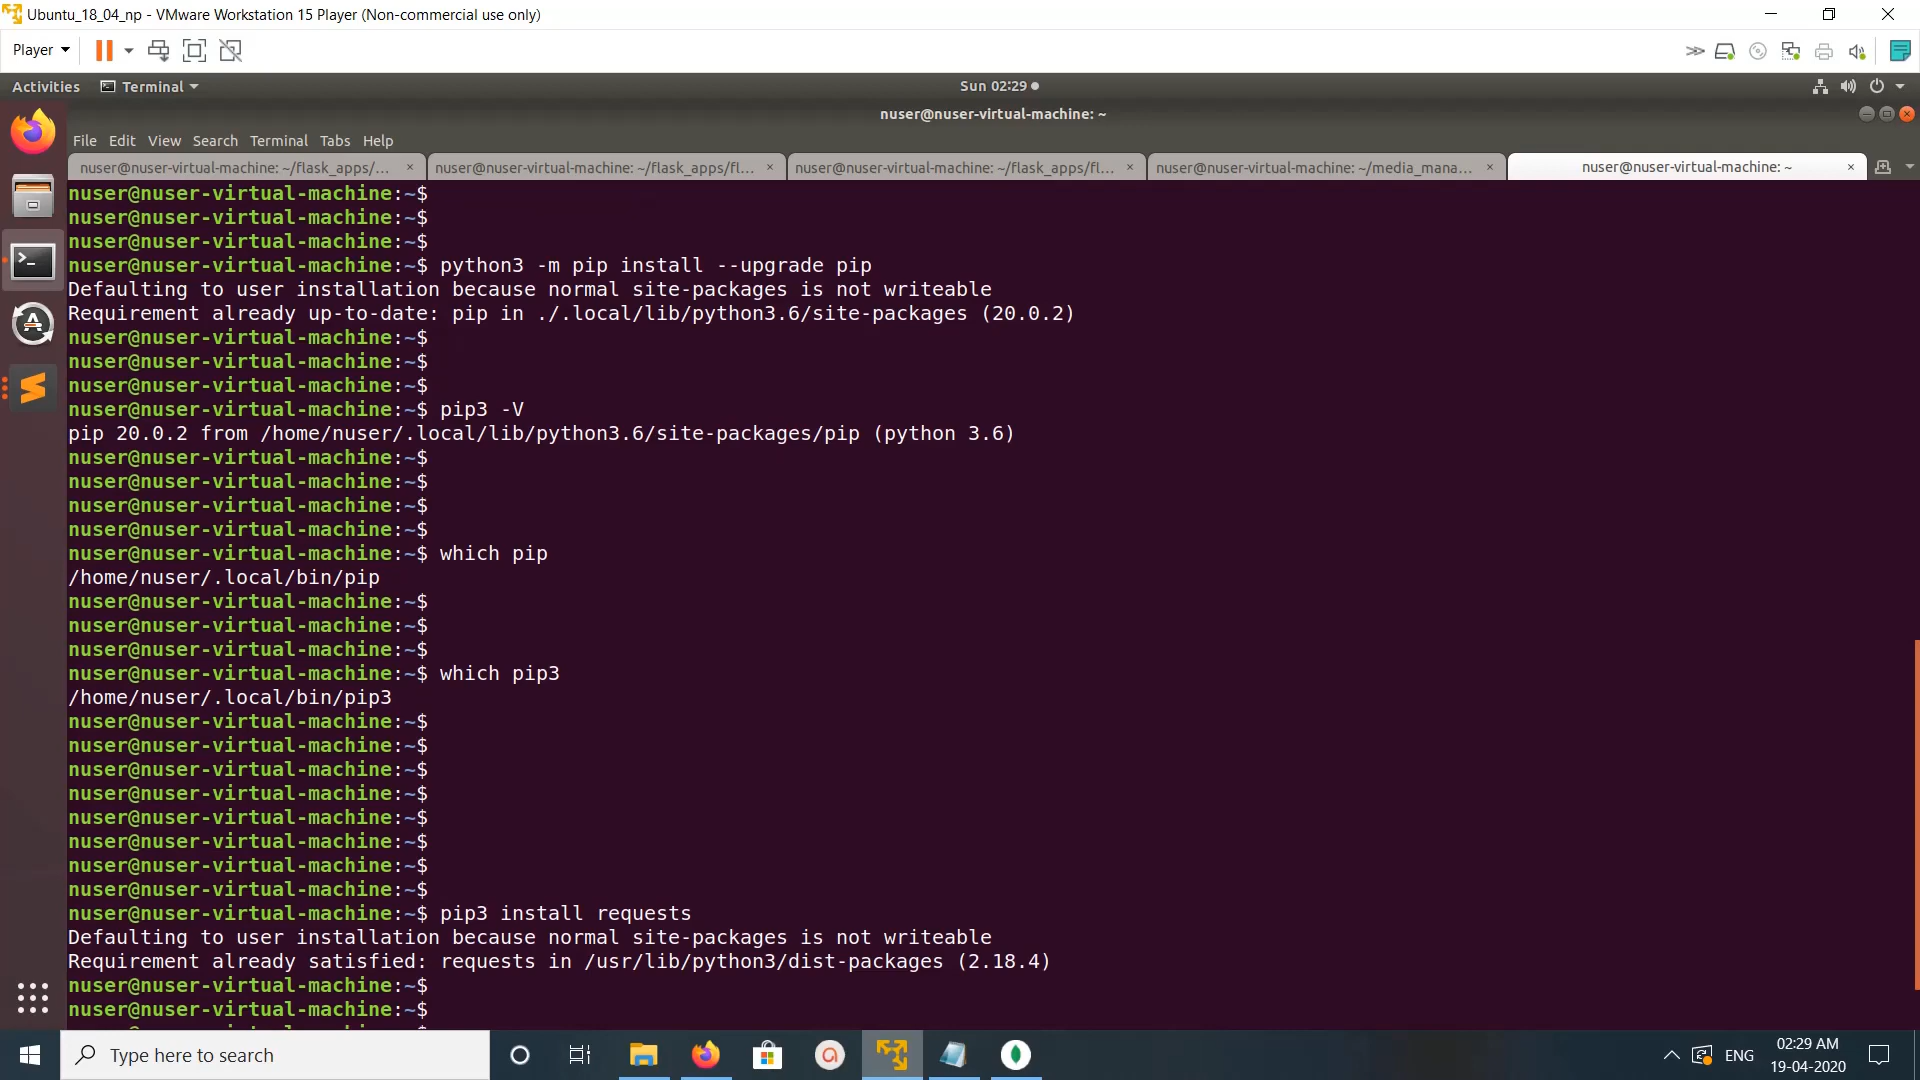 Ubuntu_18_04_np - VMware Workstation 15 Player (Non-commercial use only)
Player
Activities Terminal Sun 02:29
nuser@nuser-virtual-machine: ~
File Edit View Search Terminal Tabs Help
nuser@nuser-virtual-machine: ~/flask_apps/... × nuser@nuser-virtual-machine: ~/flask_apps/fl... × nuser@nuser-virtual-machine: ~/flask_apps/fl... × nuser@nuser-virtual-machine: ~/media_mana... × nuser@nuser-virtual-machine: ~ ×
nuser@nuser-virtual-machine:~$
nuser@nuser-virtual-machine:~$
nuser@nuser-virtual-machine:~$
nuser@nuser-virtual-machine:~$ python3 -m pip install --upgrade pip
Defaulting to user installation because normal site-packages is not writeable
Requirement already up-to-date: pip in ./.local/lib/python3.6/site-packages (20.0.2)
nuser@nuser-virtual-machine:~$
nuser@nuser-virtual-machine:~$
nuser@nuser-virtual-machine:~$
nuser@nuser-virtual-machine:~$ pip3 -V
pip 20.0.2 from /home/nuser/.local/lib/python3.6/site-packages/pip (python 3.6)
nuser@nuser-virtual-machine:~$
nuser@nuser-virtual-machine:~$
nuser@nuser-virtual-machine:~$
nuser@nuser-virtual-machine:~$
nuser@nuser-virtual-machine:~$ which pip
/home/nuser/.local/bin/pip
nuser@nuser-virtual-machine:~$
nuser@nuser-virtual-machine:~$
nuser@nuser-virtual-machine:~$
nuser@nuser-virtual-machine:~$ which pip3
/home/nuser/.local/bin/pip3
nuser@nuser-virtual-machine:~$
nuser@nuser-virtual-machine:~$
nuser@nuser-virtual-machine:~$
nuser@nuser-virtual-machine:~$
nuser@nuser-virtual-machine:~$
nuser@nuser-virtual-machine:~$
nuser@nuser-virtual-machine:~$
nuser@nuser-virtual-machine:~$
nuser@nuser-virtual-machine:~$ pip3 install requests
Defaulting to user installation because normal site-packages is not writeable
Requirement already satisfied: requests in /usr/lib/python3/dist-packages (2.18.4)
nuser@nuser-virtual-machine:~$
nuser@nuser-virtual-machine:~$
Type here to search
ENG
02:29 AM
19-04-2020